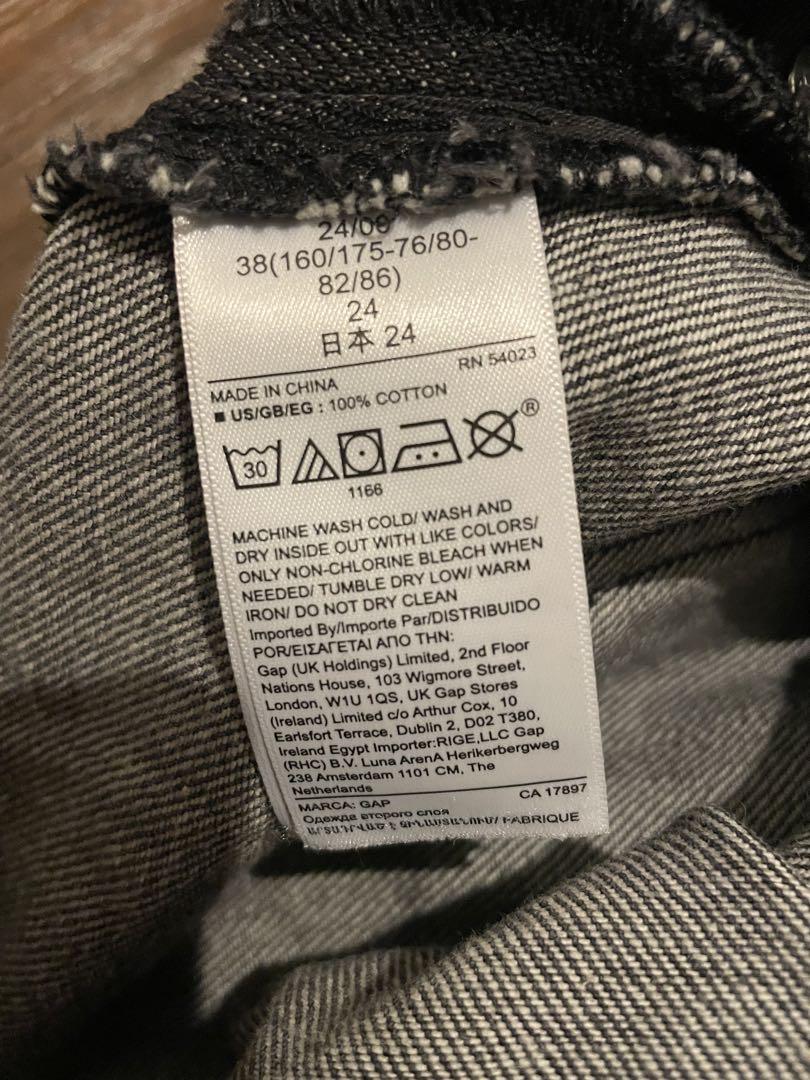 24/00
38(160/175-76/80-
82/86)
24
日本 24
RN 54023
MADE IN CHINA
■ US/GB/EG : 100% COTTON
30
®
1166
MACHINE WASH COLD/ WASH AND
DRY INSIDE OUT WITH LIKE COLORS/
ONLY NON-CHLORINE BLEACH WHEN
NEEDED/ TUMBLE DRY LOW/ WARM
IRON/ DO NOT DRY CLEAN
Imported By/Importe Par/DISTRIBUIDO
POR/ΕΙΣΑΓΕΤΑΙ ΑΠΟ ΤΗΝ:
Gap (UK Holdings) Limited, 2nd Floor
Nations House, 103 Wigmore Street,
London, W1U 1QS, UK Gap Stores
(Ireland) Limited c/o Arthur Cox, 10
Earlsfort Terrace, Dublin 2, D02 T380,
Ireland Egypt Importer:RIGE,LLC Gap
(RHC) B.V. Luna ArenA Herikerbergweg
238 Amsterdam 1101 CM, The
Netherlands
MARCA: GAP
CA 17897
Одежда второго слоя
FABRIQUE